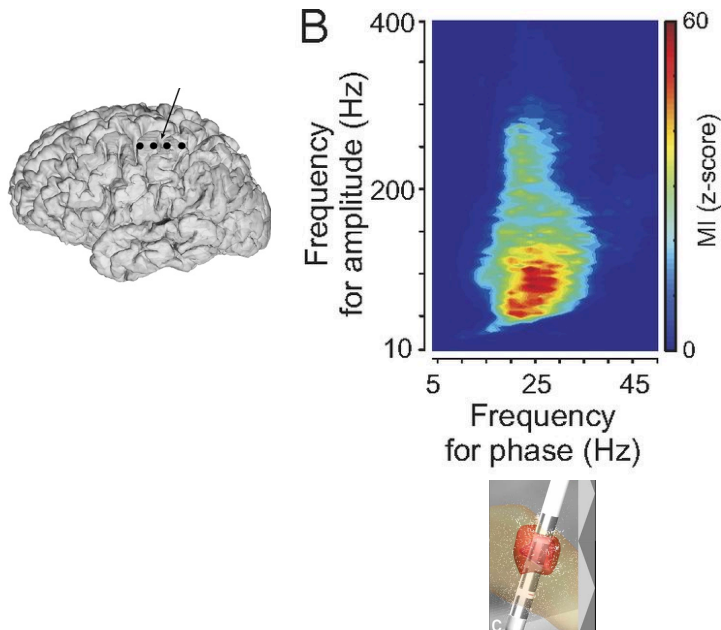 B
400
200
10
Frequency
for amplitude (Hz)
60
0
MI (z-score)
5
25
45
Frequency
for phase (Hz)
C